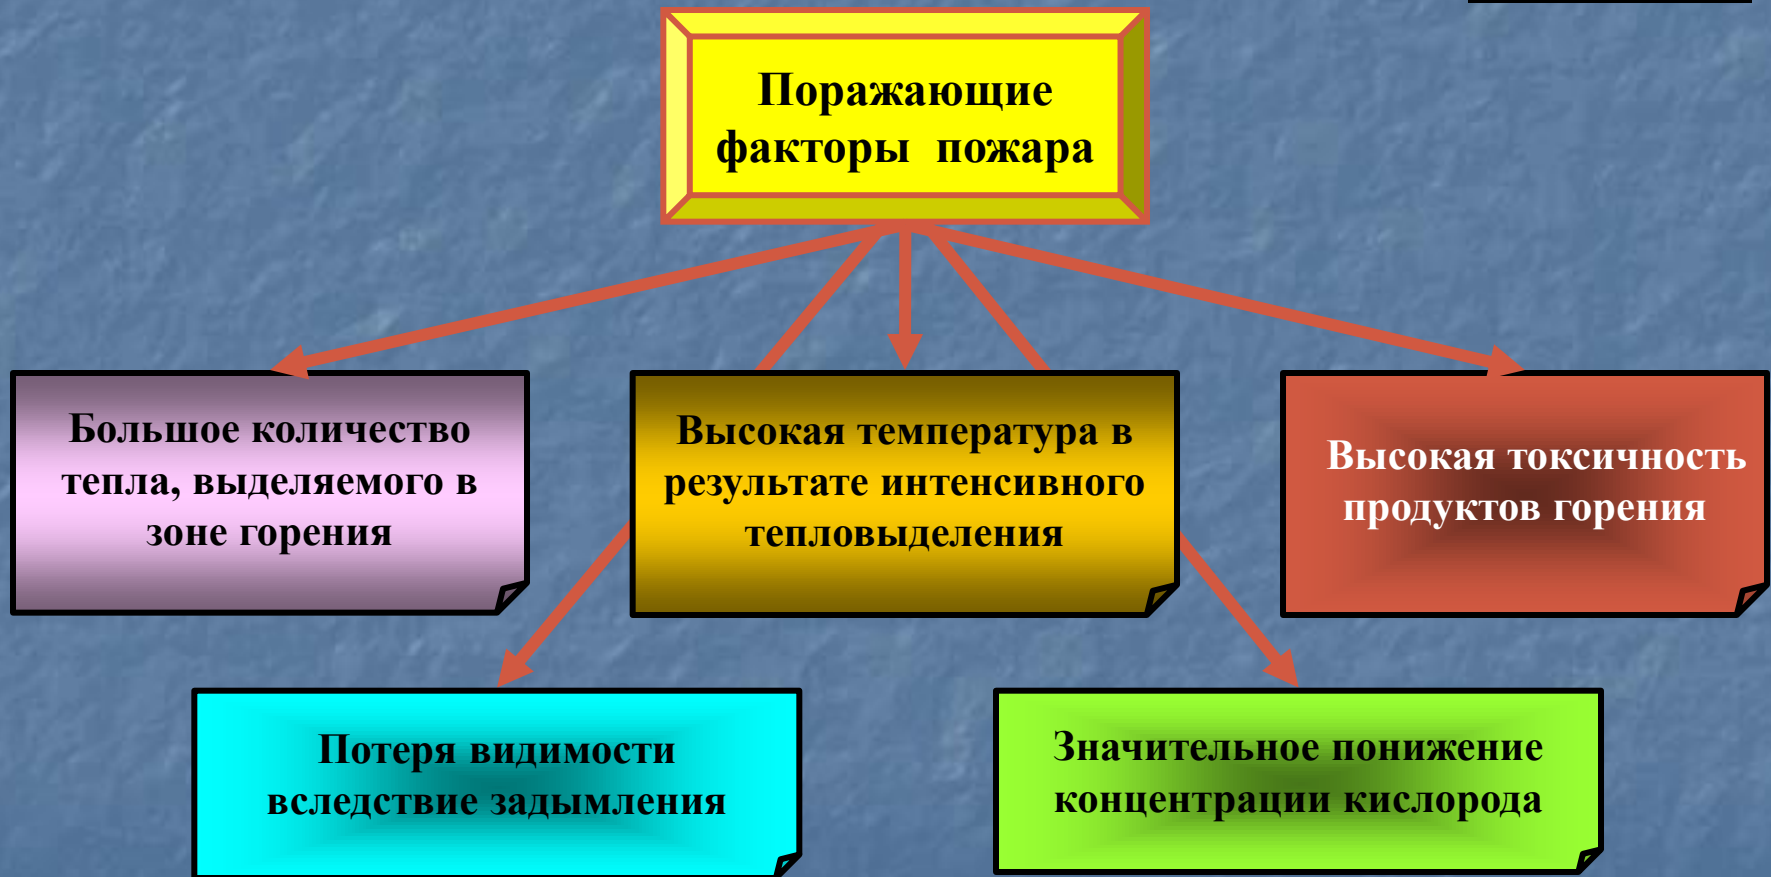 Поражающие
факторы пожара
Большое количество
тепла, выделяемого в
зоне горения
Высокая температура в
результате интенсивного
тепловыделения
Высокая токсичность
продуктов горения
Потеря видимости
вследствие задымления
Значительное понижение
концентрации кислорода